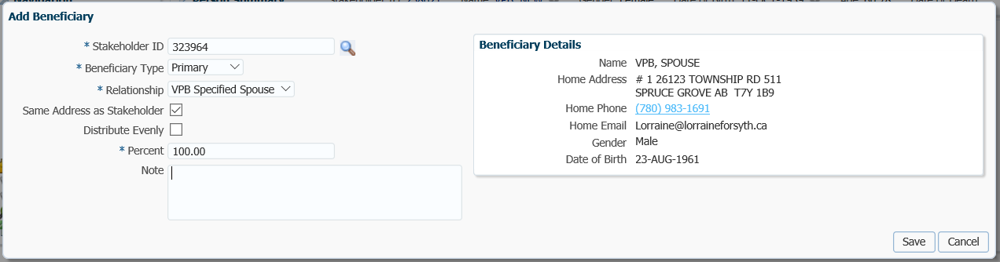 Add Beneficiary
* Stakeholder ID 323964
* Beneficiary Type Primary
* Relationship VPB Specified Spouse
Same Address as Stakeholder
Distribute Evenly
* Percent 100.00
Note
Beneficiary Details
Name VPB, SPOUSE
Home Address # 1 26123 TOWNSHIP RD 511
SPRUCE GROVE AB T7Y 1B9
Home Phone (780) 983-1691
Home Email Lorraine@lorraineforsyth.ca
Gender Male
Date of Birth 23-AUG-1961
Save Cancel